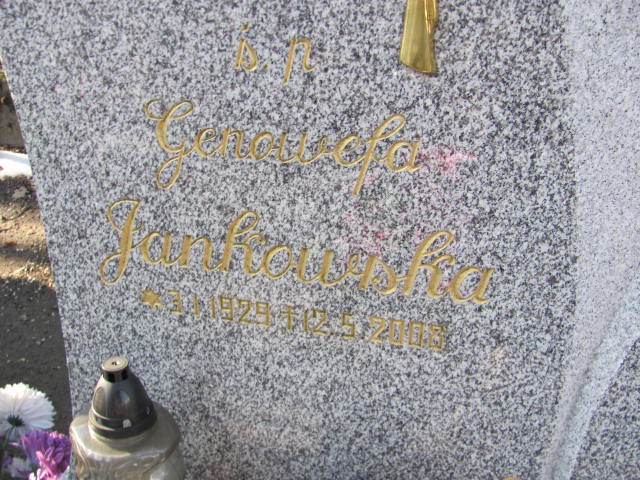 ś. p
Genowefa
Jankowska
* 3.1.1929 † 12.5.2008